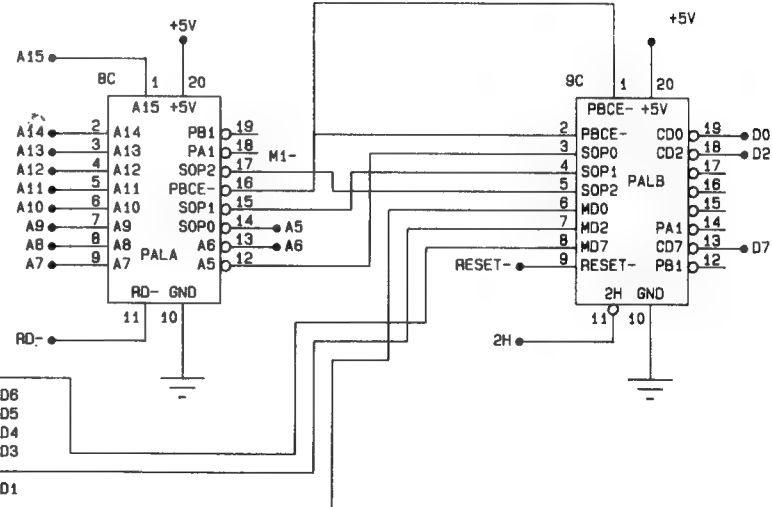 +5V
+5V
A15
8C
1
20
9C
1
20
A15 +5V
PBCE- +5V
A14 2 A14
PB1 19
2 PBCE-
CD0 19 D0
A13 3 A13
PA1 18
M1-
3 SOP0
CD2 18 D2
A12 4 A12
SOP2 17
4 SOP1
17
PALB
A11 5 A11
PBCE- 16
5 SOP2
16
A10 6 A10
SOP1 15
6 MD0
15
A9 7 A9
SOP0 14 A5
7 MD2
PA1 14
A8 8 A8
A6 13 A6
8 MD7
CD7 13 D7
A7 9 A7
PALA
A5 12
RESET- 9 RESET-
PB1 12
RD- GND
2H GND
11 10
11 10
RD-
2H
D6
D5
D4
D3
D1